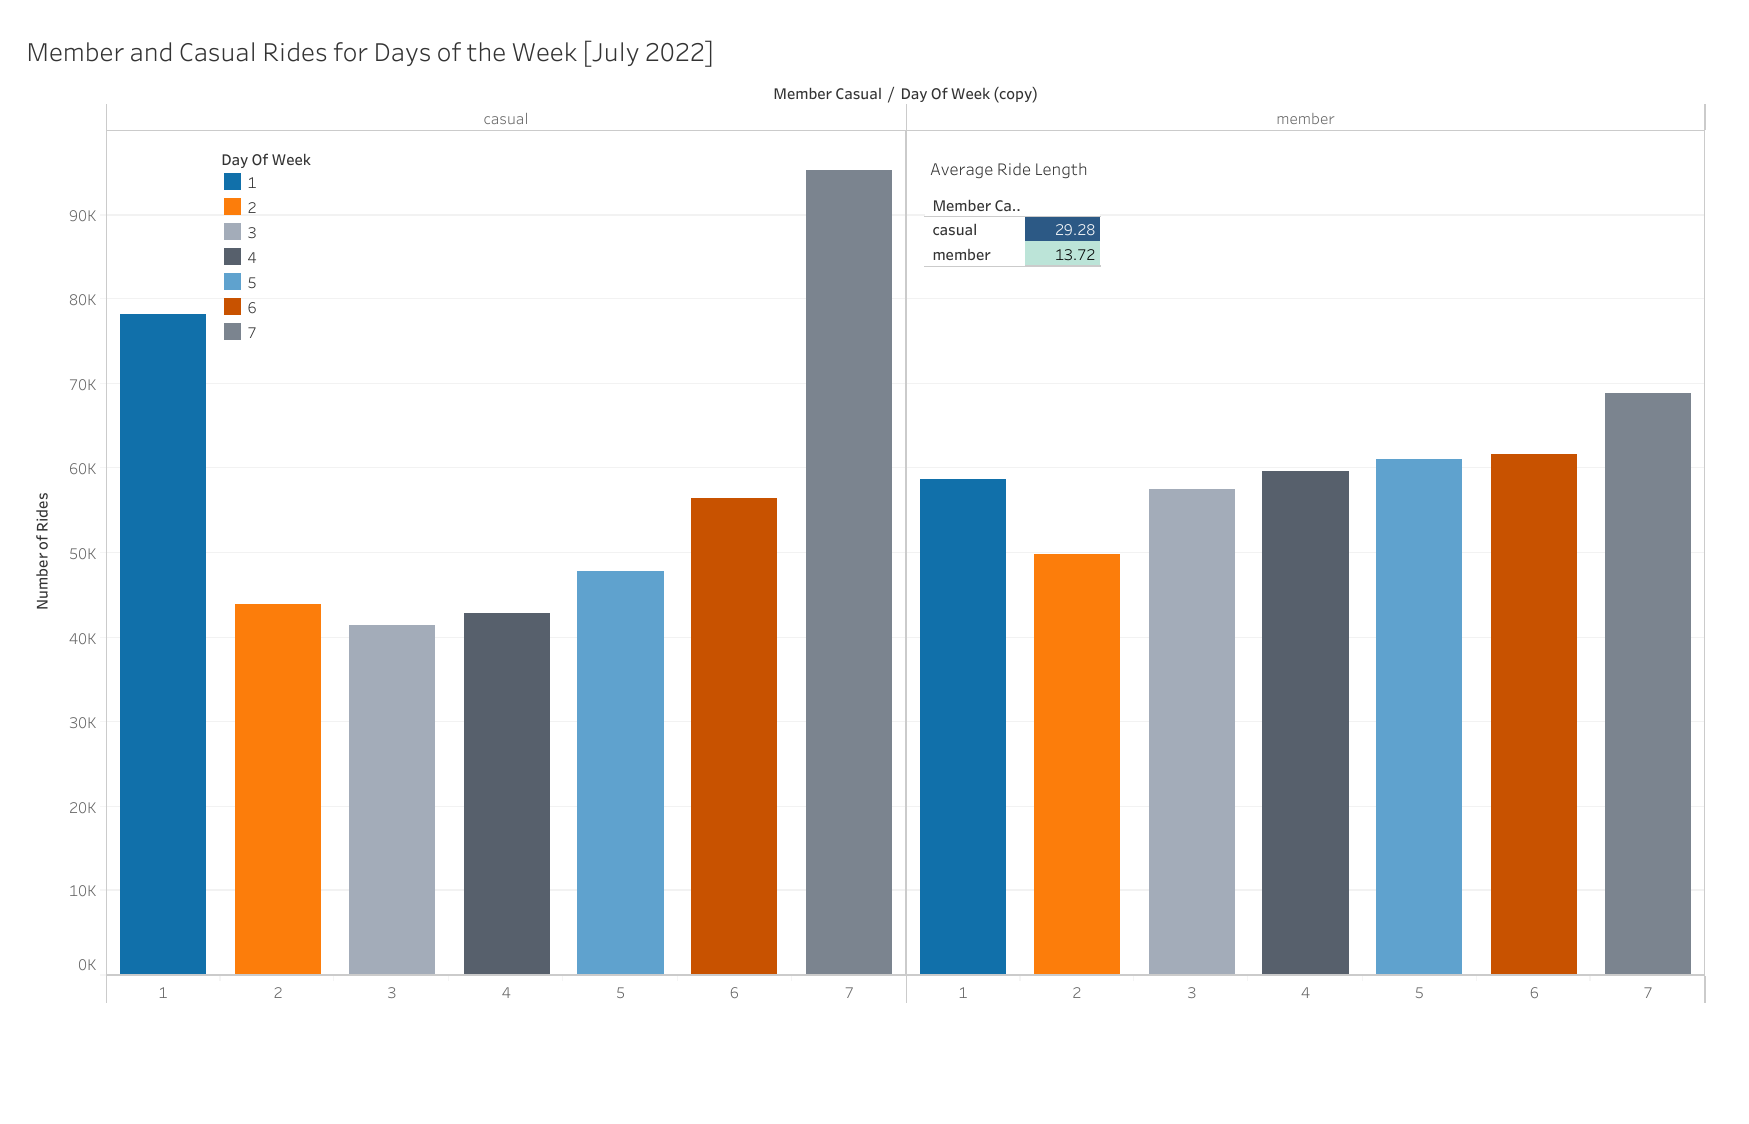 Member and Casual Rides for Days of the Week [July 2022]
Member Casual / Day Of Week (copy)
casual
member
Day Of Week
1
2
3
4
5
6
7
Average Ride Length
Member Ca..
casual 29.28
member 13.72
Number of Rides
90K
80K
70K
60K
50K
40K
30K
20K
10K
0K
1 2 3 4 5 6 7 1 2 3 4 5 6 7